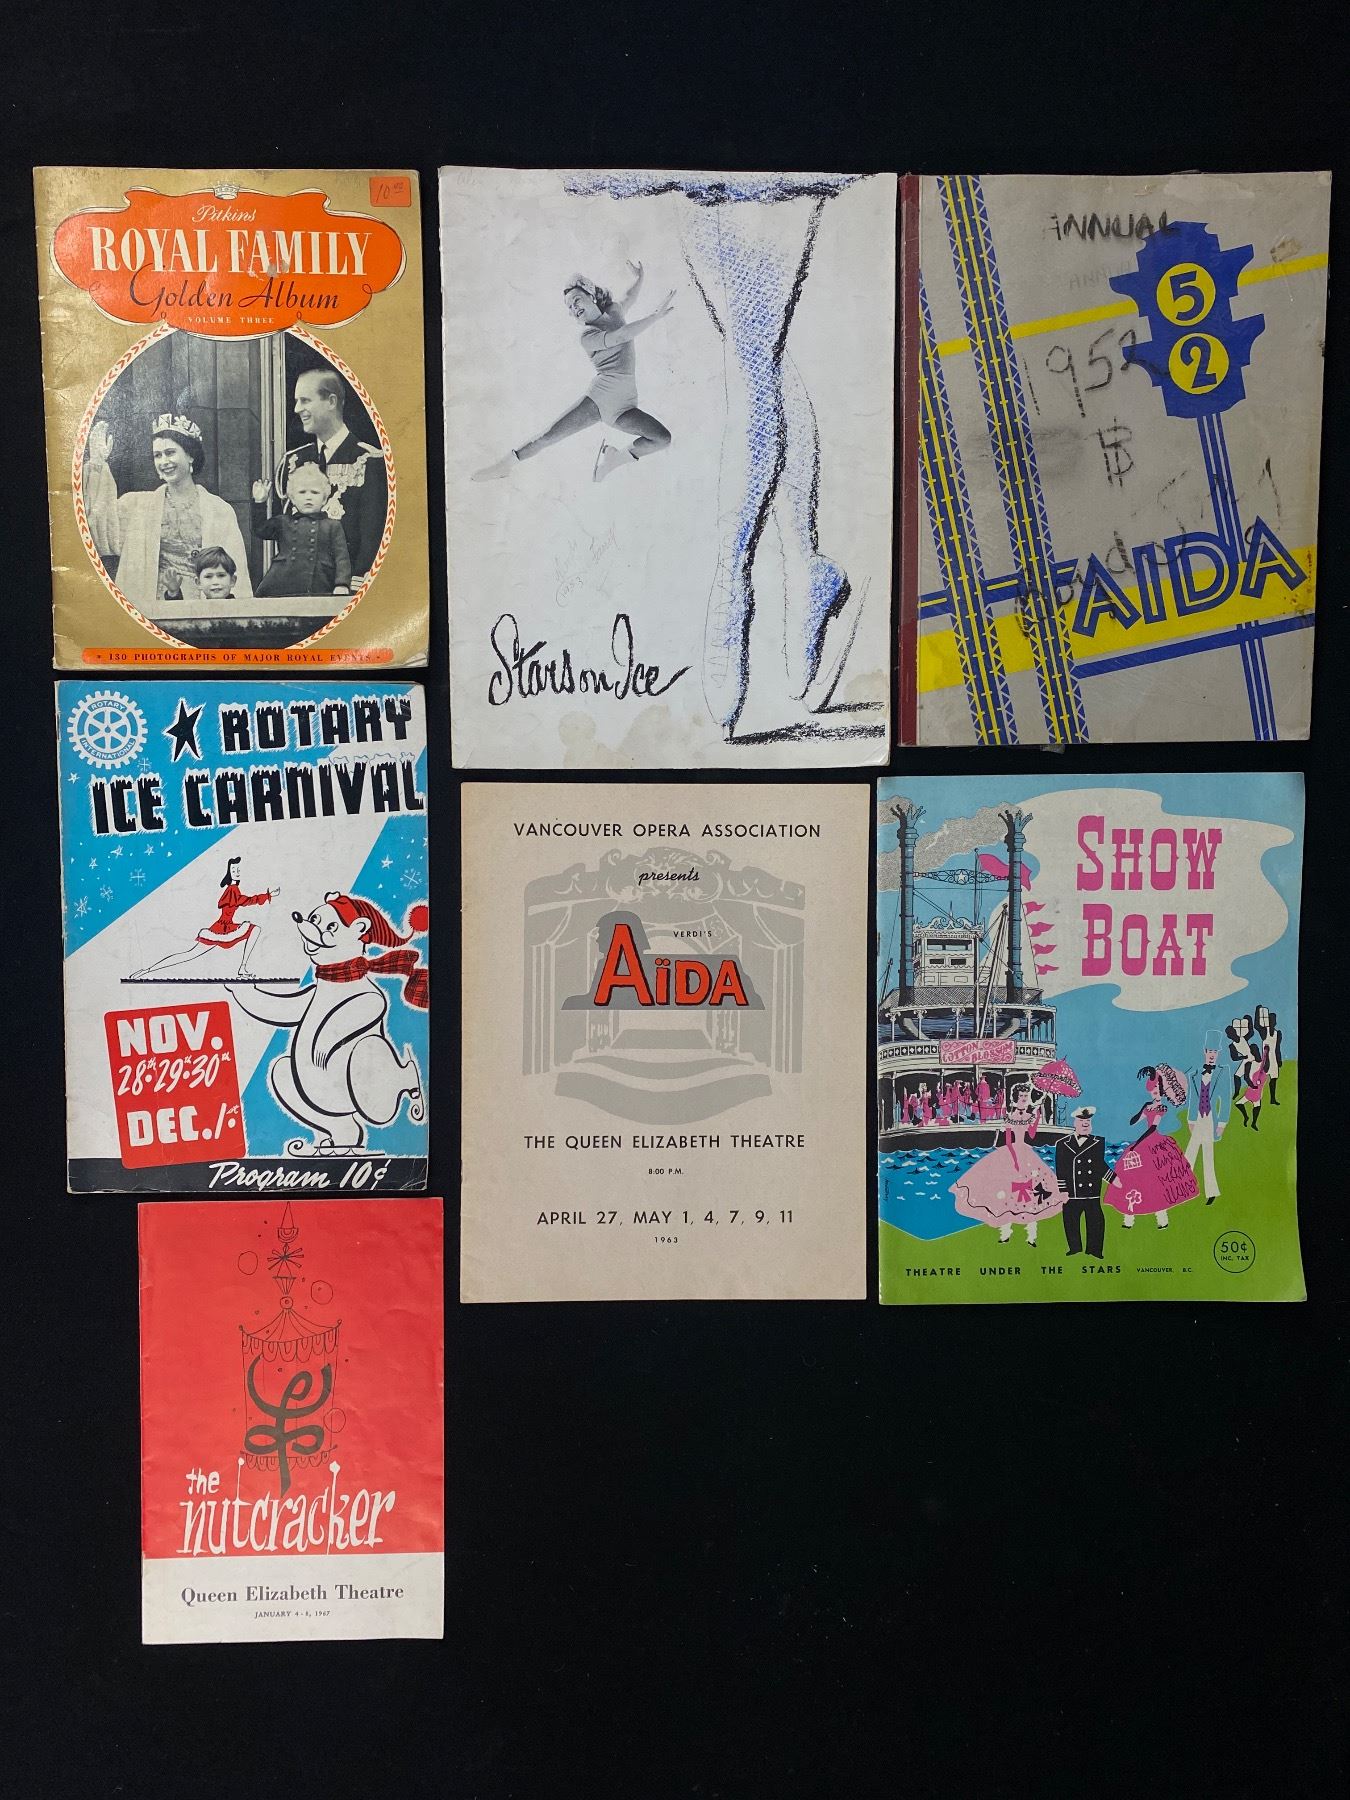 Pitkins
ROYAL FAMILY
Golden Album
VOLUME THREE
10.00
• 130 PHOTOGRAPHS OF MAJOR ROYAL EVENTS •
Stars on Ice
ANNUAL
5
2
1952
AIDA
ROTARY
INTERNATIONAL
ROTARY
ICE CARNIVAL
NOV.
28th 29th 30th
DEC. 1st
Program 10¢
VANCOUVER OPERA ASSOCIATION
presents
VERDI'S
AïDA
THE QUEEN ELIZABETH THEATRE
8:00 P.M.
APRIL 27, MAY 1, 4, 7, 9, 11
1963
SHOW
BOAT
COTTON BLOSSOM
50¢
INC. TAX
THEATRE UNDER THE STARS VANCOUVER, B.C.
the
nutcracker
Queen Elizabeth Theatre
JANUARY 4 - 8, 1967